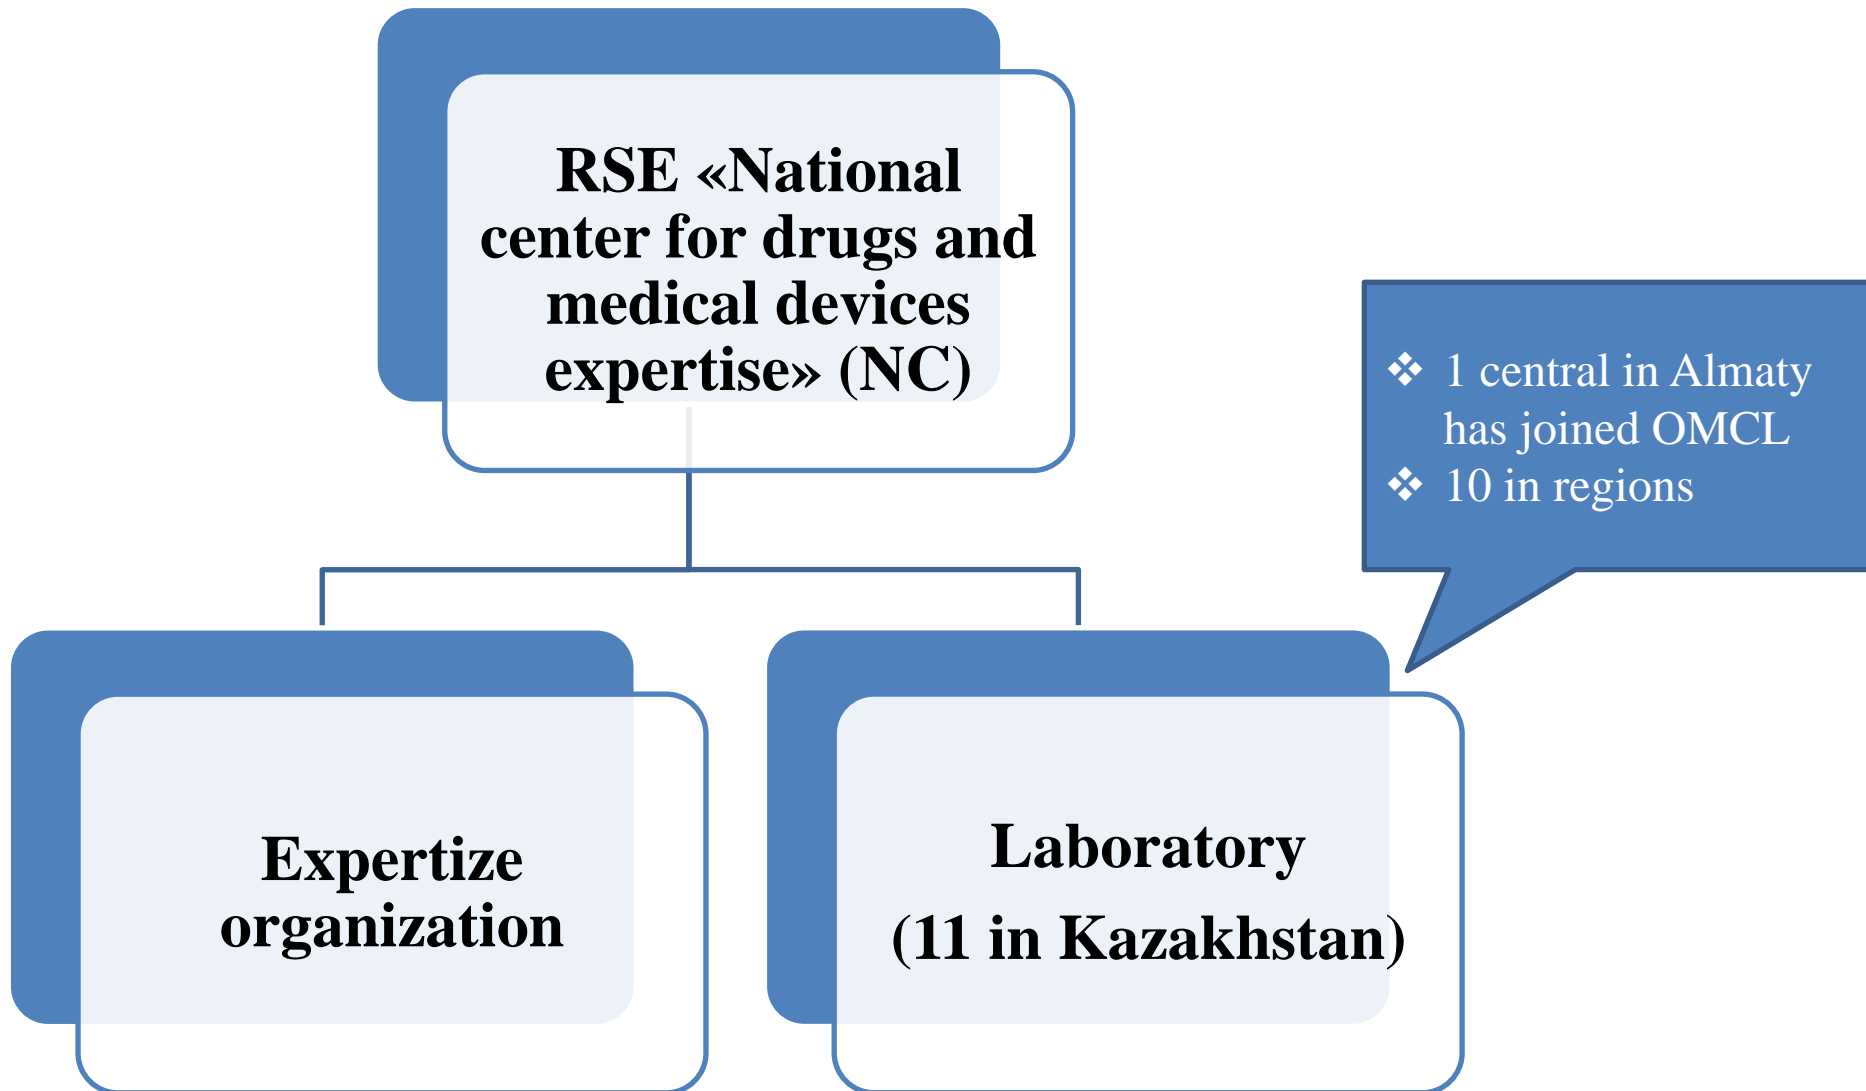 RSE «National
center for drugs and
medical devices
expertise» (NC)
❖ 1 central in Almaty
has joined OMCL
❖ 10 in regions
Expertize
organization
Laboratory
(11 in Kazakhstan)